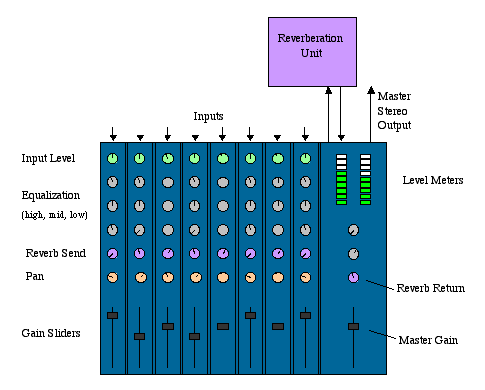 Reverberation
Unit
Master
Stereo
Output
Inputs
Input Level
Level Meters
Equalization
(high, mid, low)
Reverb Send
Pan
Reverb Return
Gain Sliders
Master Gain